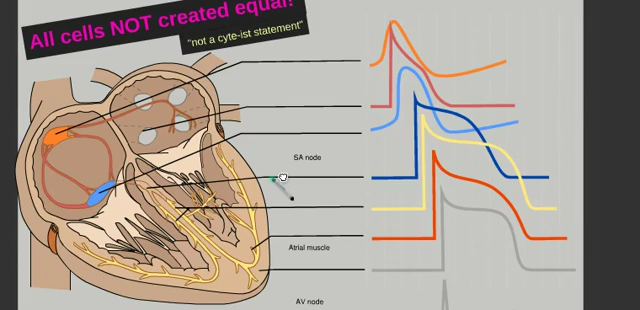 All cells NOT created equal!
"not a cyte-ist statement"
SA node
Atrial muscle
AV node